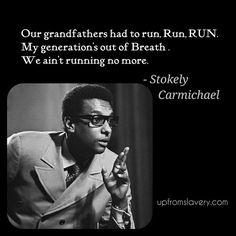 Our grandfathers had to run, Run, RUN.
My generation's out of Breath .
We ain't running no more.
- Stokely
Carmichael
upfromslavery.com